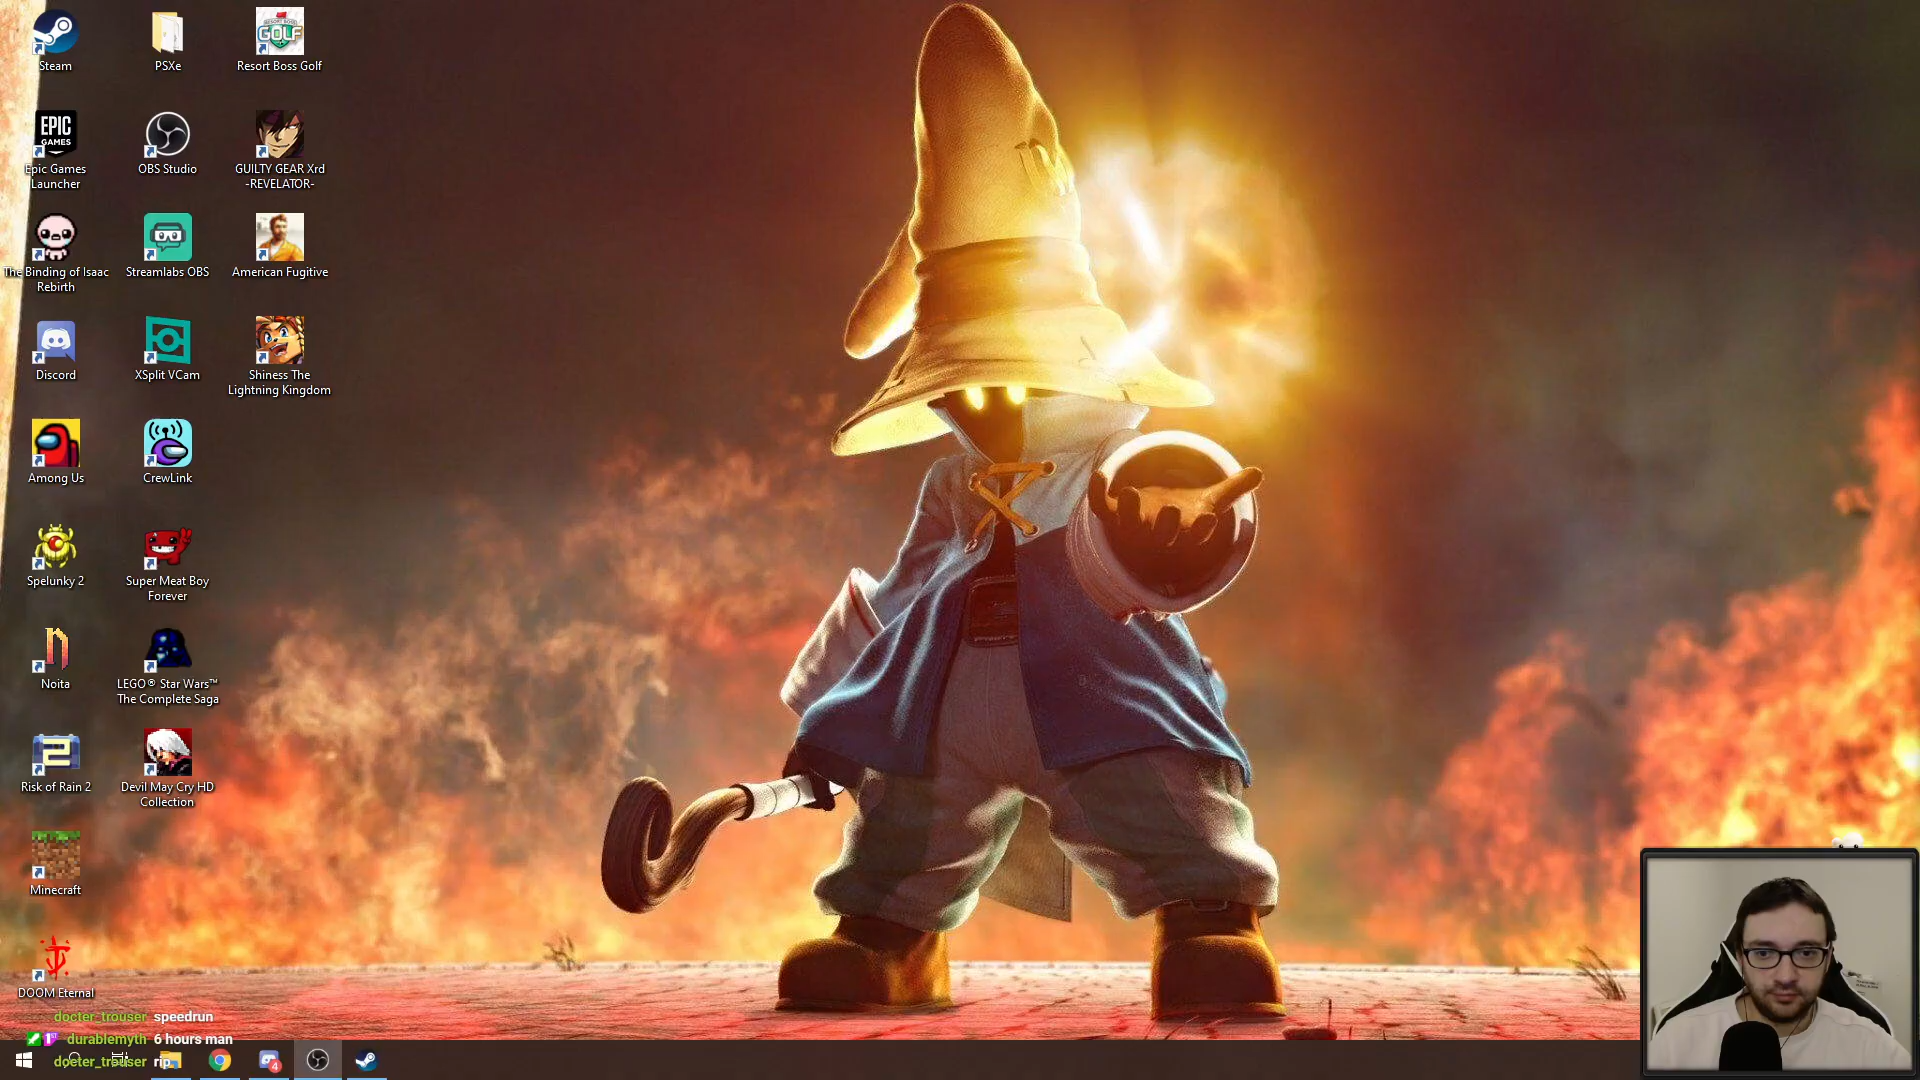 Steam
PSXe
RESORT BOSS
GOLF
Resort Boss Golf
EPIC
GAMES
Epic Games
Launcher
OBS Studio
GUILTY GEAR Xrd
-REVELATOR-
The Binding of Isaac
Rebirth
Streamlabs OBS
American Fugitive
Discord
XSplit VCam
Shiness The
Lightning Kingdom
Among Us
CrewLink
Spelunky 2
Super Meat Boy
Forever
Noita
LEGO® Star Wars™
The Complete Saga
2
Risk of Rain 2
Devil May Cry HD
Collection
Minecraft
DOOM Eternal
docter_trouser speedrun
durablemyth 6 hours man
docter_trouser rip
4